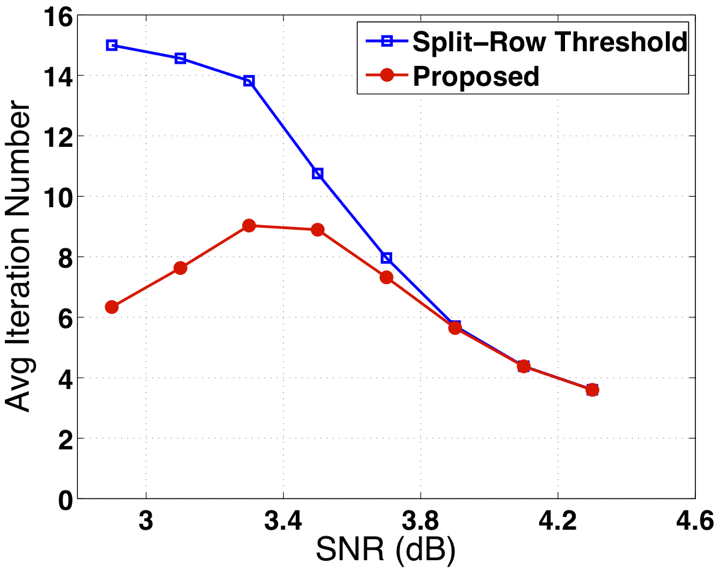 Split–Row Threshold
Proposed
Avg Iteration Number
16
14
12
10
8
6
4
2
0
3 3.4 3.8 4.2 4.6
SNR (dB)